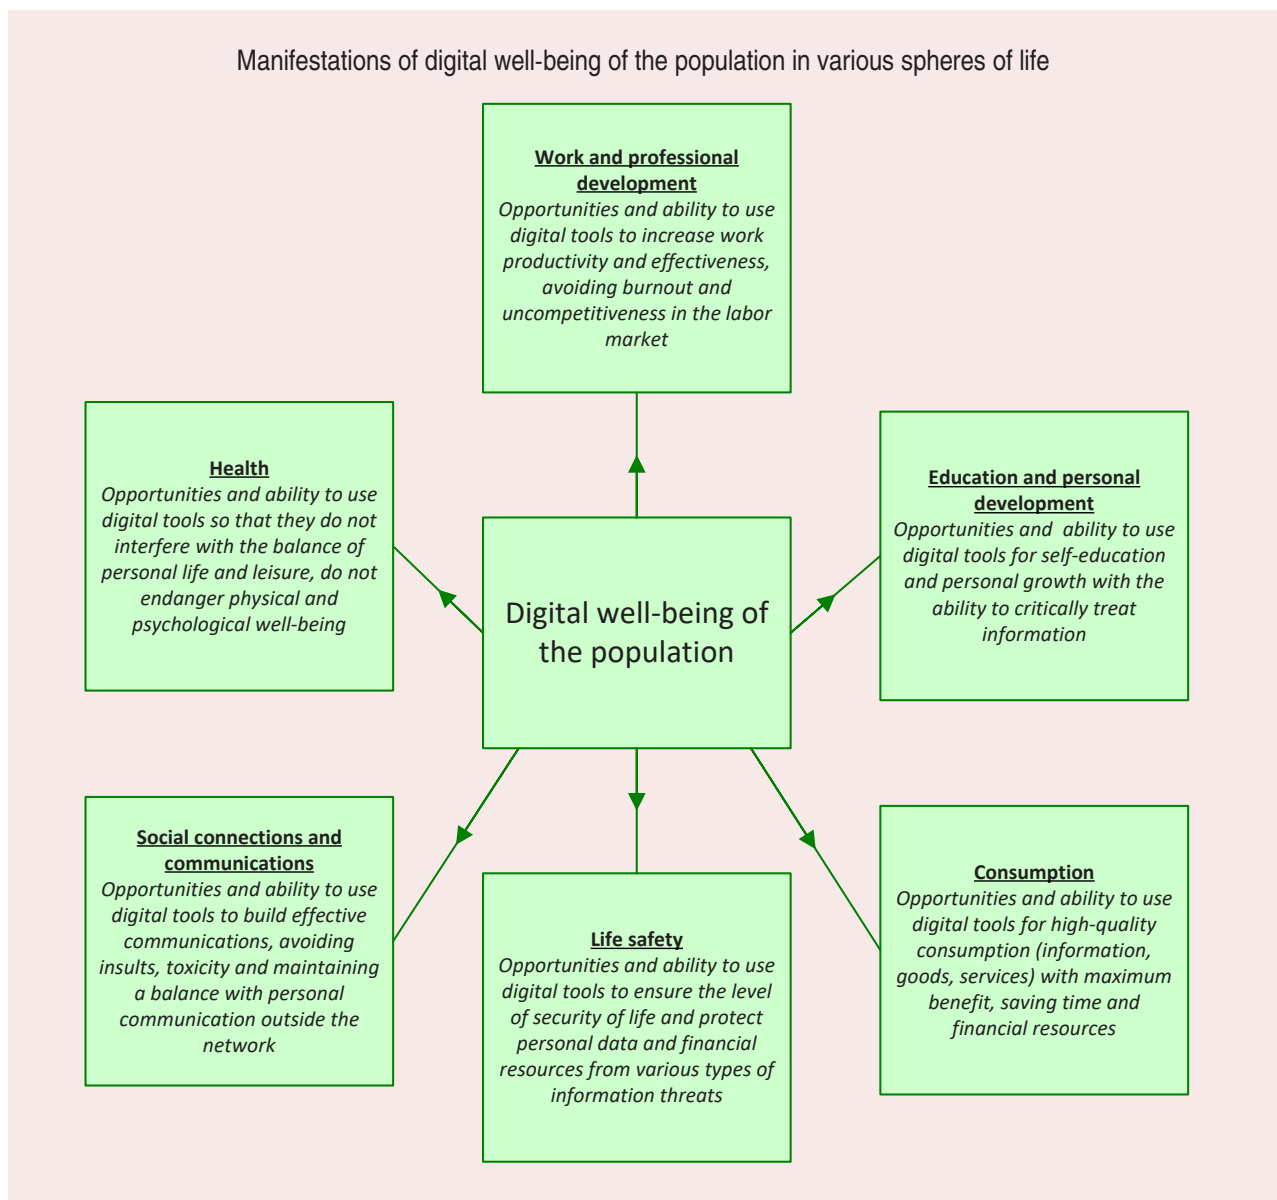 Manifestations of digital well-being of the population in various spheres of life
Work and professional
development
Opportunities and ability to use
digital tools to increase work
productivity and effectiveness,
avoiding burnout and
uncompetitiveness in the labor
market
Health
Opportunities and ability to use
digital tools so that they do not
interfere with the balance of
personal life and leisure, do not
endanger physical and
psychological well-being
Education and personal
development
Opportunities and  ability to use
digital tools for self-education
and personal growth with the
ability to critically treat
information
Digital well-being of
the population
Social connections and
communications
Opportunities and ability to use
digital tools to build effective
communications, avoiding
insults, toxicity and maintaining
a balance with personal
communication outside the
network
Life safety
Opportunities and ability to use
digital tools to ensure the level
of security of life and protect
personal data and financial
resources from various types of
information threats
Consumption
Opportunities and ability to use
digital tools for high-quality
consumption (information,
goods, services) with maximum
benefit, saving time and
financial resources